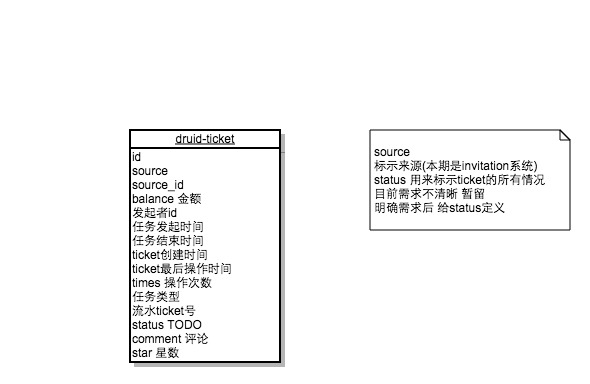 druid-ticket
id
source
source_id
balance 金额
发起者id
任务发起时间
任务结束时间
ticket创建时间
ticket最后操作时间
times 操作次数
任务类型
流水ticket号
status TODO
comment 评论
star 星数
source
标示来源(本期是invitation系统)
status 用来标示ticket的所有情况
目前需求不清晰 暂留
明确需求后 给status定义